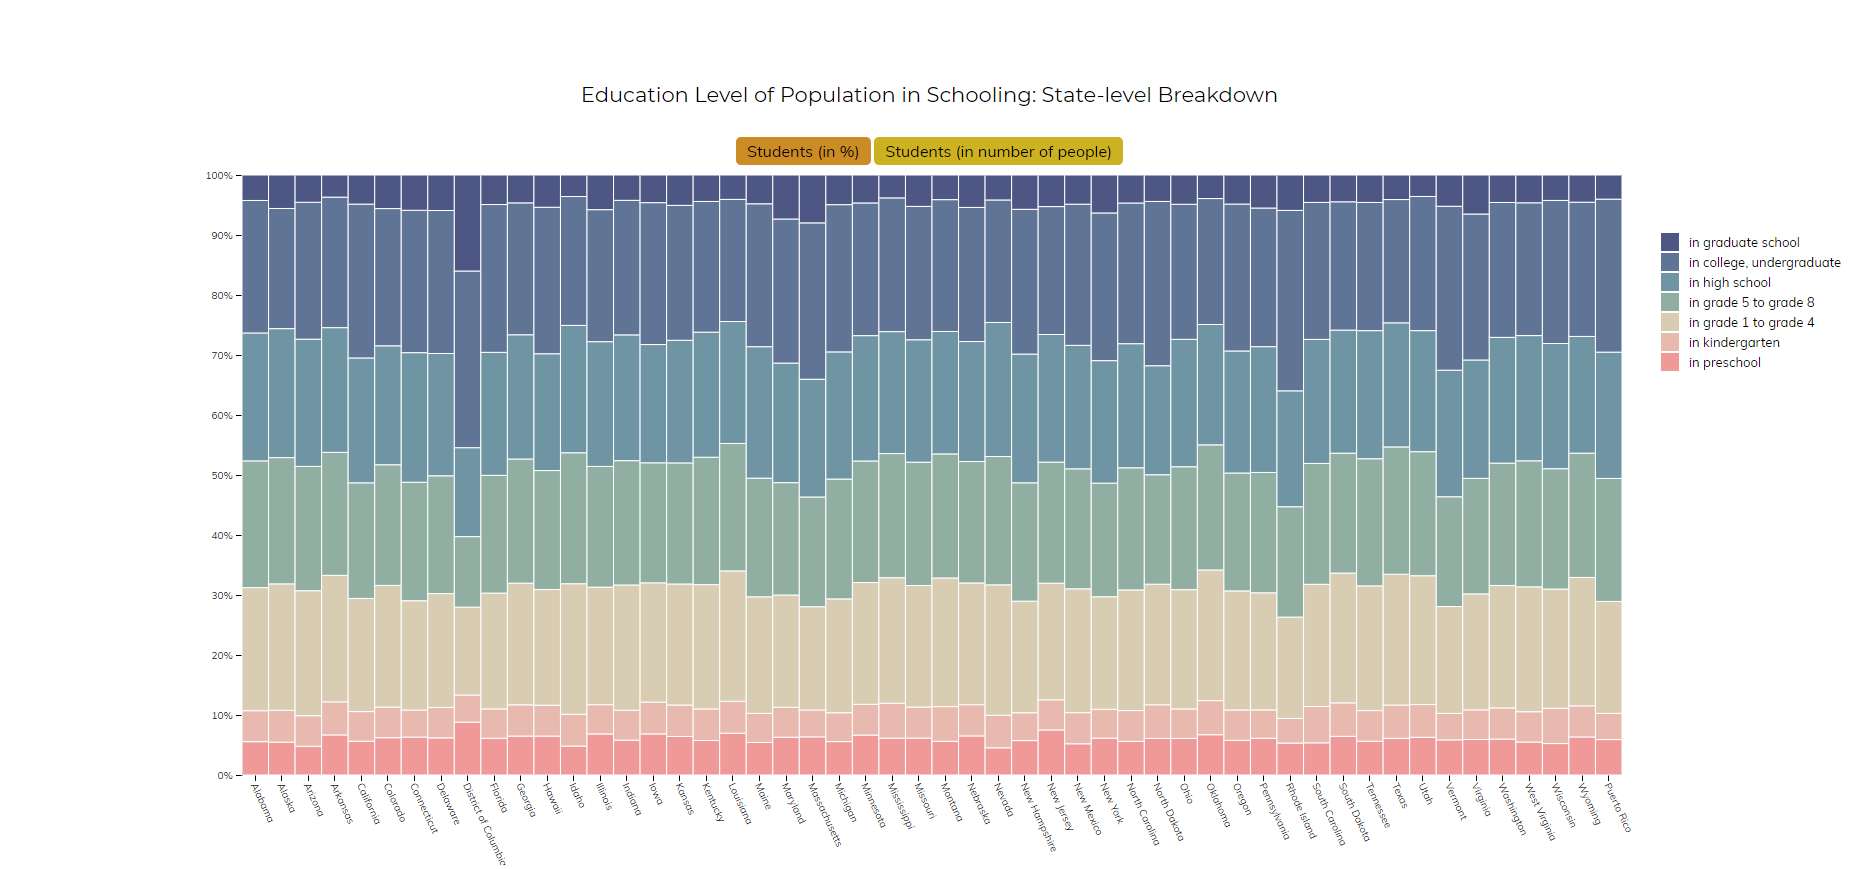 Education Level of Population in Schooling: State-level Breakdown
Students (in %) Students (in number of people)
100%
90%
80%
70%
60%
50%
40%
30%
20%
10%
0%
in graduate school
in college, undergraduate
in high school
in grade 5 to grade 8
in grade 1 to grade 4
in kindergarten
in preschool
Alabama
Alaska
Arizona
Arkansas
California
Colorado
Connecticut
Delaware
District of Columbia
Florida
Georgia
Hawaii
Idaho
Illinois
Indiana
Iowa
Kansas
Kentucky
Louisiana
Maine
Maryland
Massachusetts
Michigan
Minnesota
Mississippi
Missouri
Montana
Nebraska
Nevada
New Hampshire
New Jersey
New Mexico
New York
North Carolina
North Dakota
Ohio
Oklahoma
Oregon
Pennsylvania
Rhode Island
South Carolina
South Dakota
Tennessee
Texas
Utah
Vermont
Virginia
Washington
West Virginia
Wisconsin
Wyoming
Puerto Rico